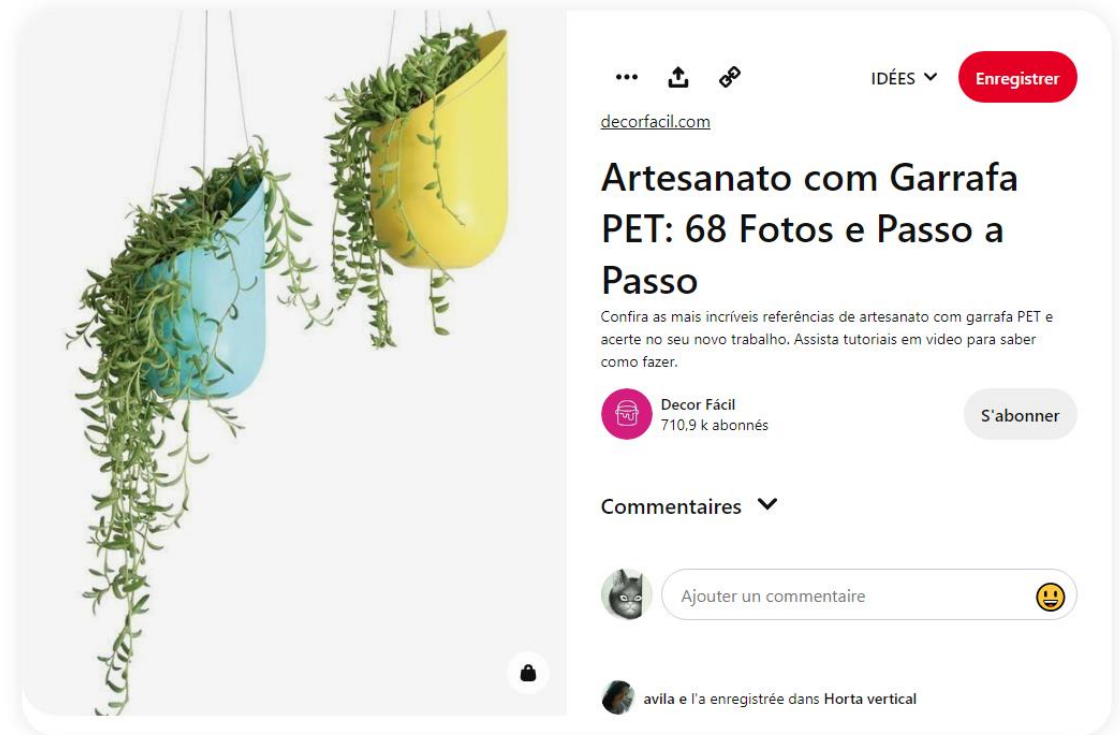 IDÉES
Enregistrer
decorfacil.com
Artesanato com Garrafa
PET: 68 Fotos e Passo a
Passo
Confira as mais incríveis referências de artesanato com garrafa PET e
acerte no seu novo trabalho. Assista tutoriais em video para saber
como fazer.
Decor Fácil
710,9 k abonnés
S'abonner
Commentaires
Ajouter un commentaire
avila e l'a enregistrée dans Horta vertical